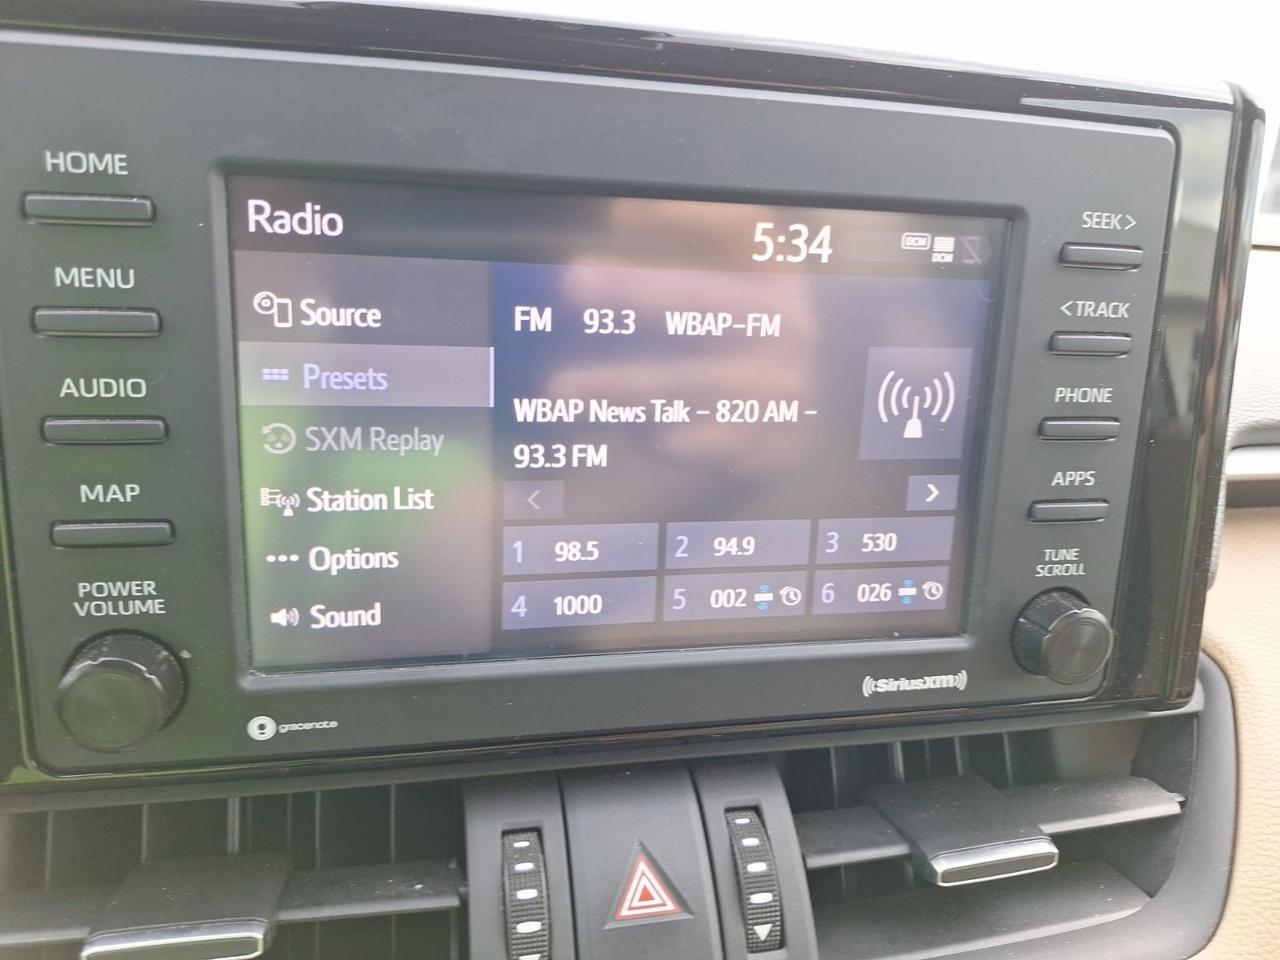 HOME
MENU
AUDIO
MAP
POWER
VOLUME
Radio
5:34
DCM
DCM
Source
Presets
SXM Replay
Station List
Options
Sound
FM 93.3 WBAP-FM
WBAP News Talk - 820 AM -
93.3 FM
< >
1 98.5 2 94.9 3 530
4 1000 5 002 6 026
SEEK>
<TRACK
PHONE
APPS
TUNE
SCROLL
gracenote
SiriusXM